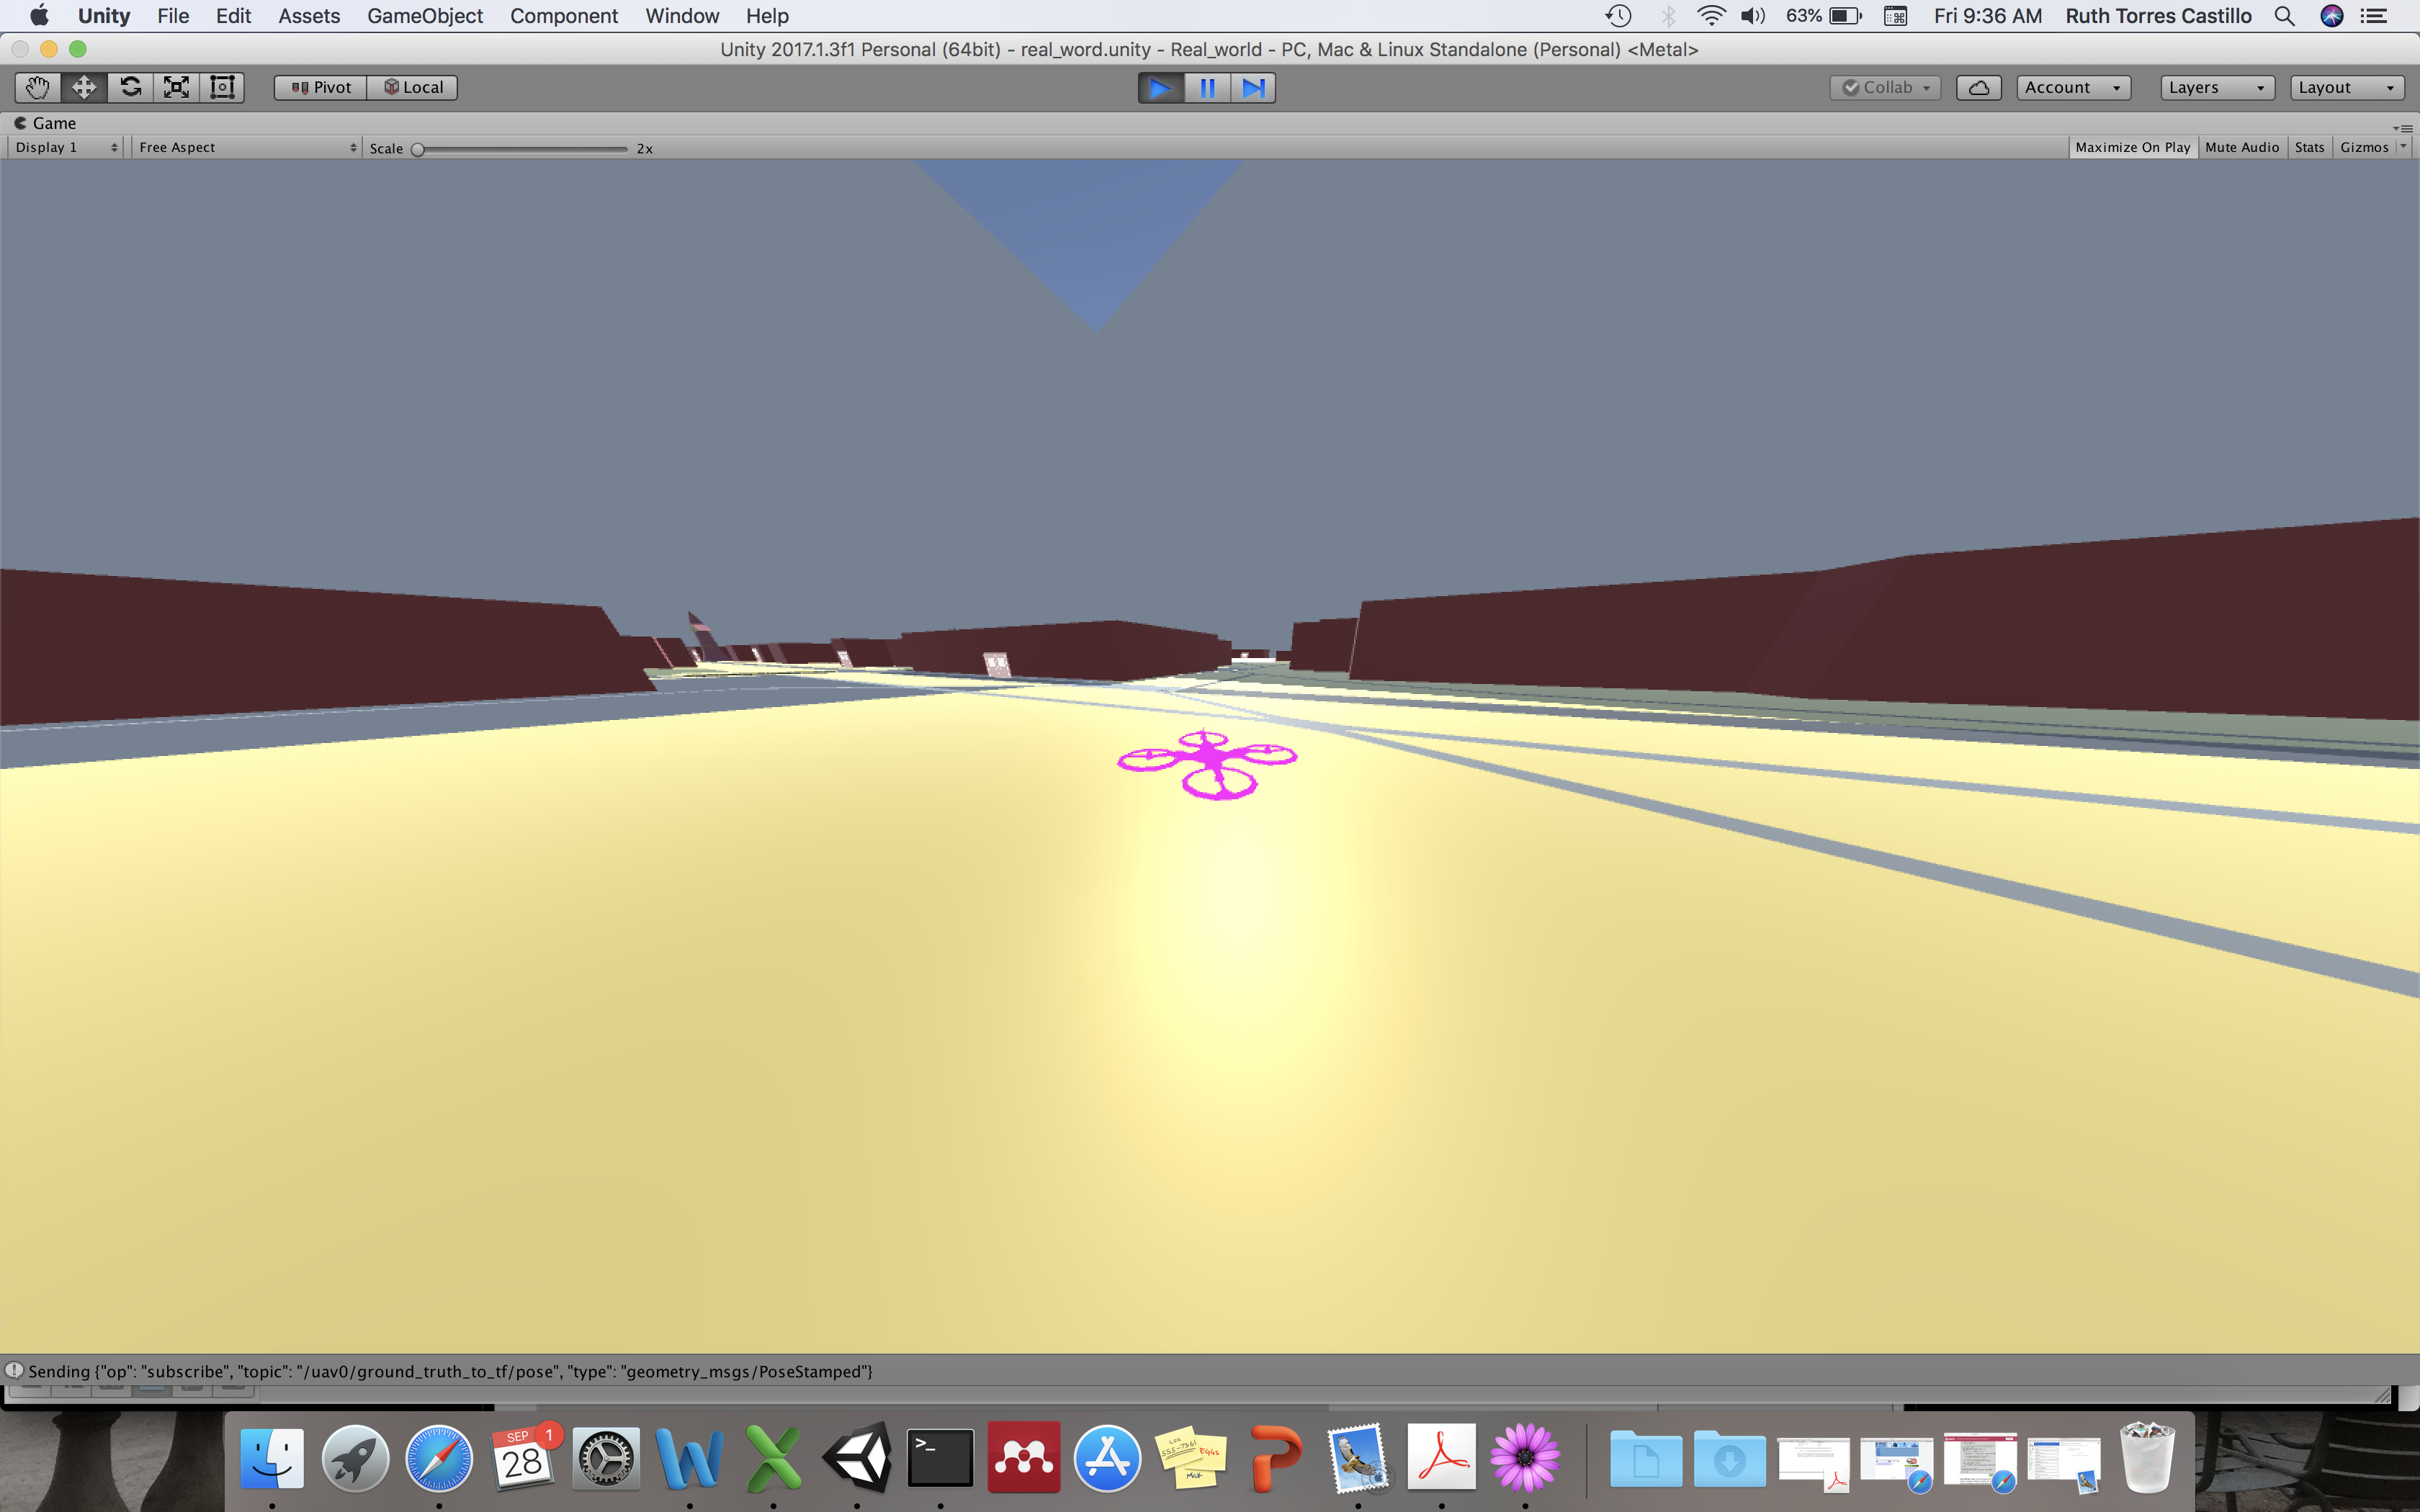 Unity File Edit Assets GameObject Component Window Help 63% Fri 9:36 AM Ruth Torres Castillo
Unity 2017.1.3f1 Personal (64bit) - real_word.unity - Real_world - PC, Mac & Linux Standalone (Personal) <Metal>
Pivot Local Collab Account Layers Layout
Game
Display 1 Free Aspect Scale 2x Maximize On Play Mute Audio Stats Gizmos
Sending {"op": "subscribe", "topic": "/uav0/ground_truth_to_tf/pose", "type": "geometry_msgs/PoseStamped"}
SEP 1
28